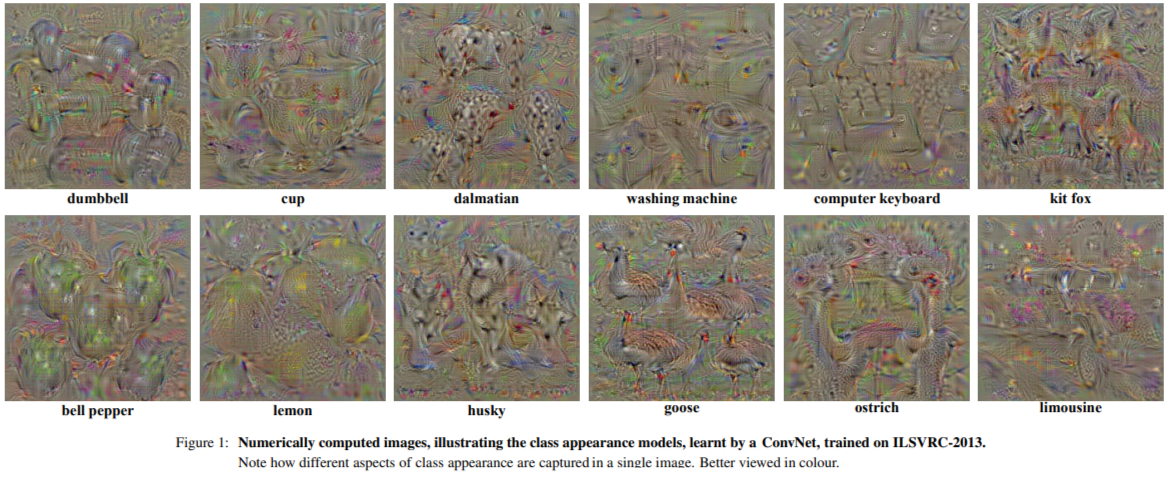 dumbbell cup dalmatian washing machine computer keyboard kit fox
bell pepper lemon husky goose ostrich limousine
Figure 1: Numerically computed images, illustrating the class appearance models, learnt by a ConvNet, trained on ILSVRC-2013.
Note how different aspects of class appearance are captured in a single image. Better viewed in colour.